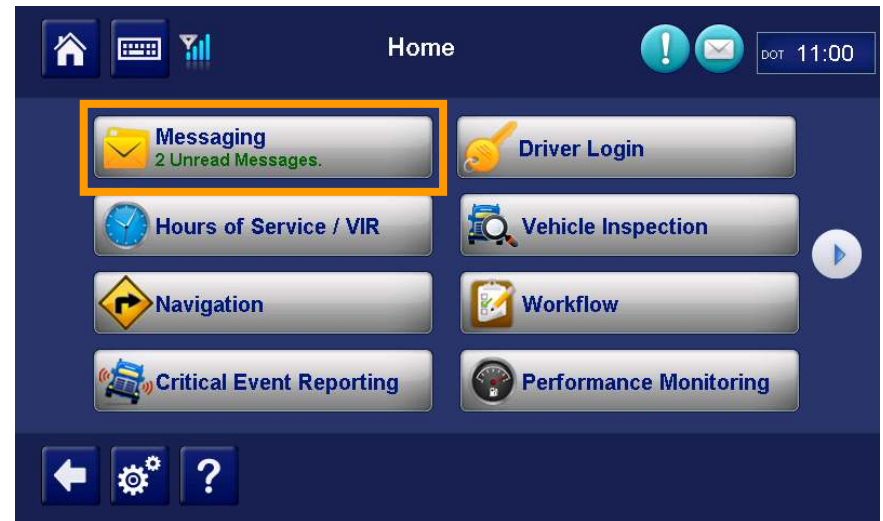 Home
DOT 11:00
Messaging
2 Unread Messages.
Driver Login
Hours of Service / VIR
Vehicle Inspection
Navigation
Workflow
Critical Event Reporting
Performance Monitoring
?